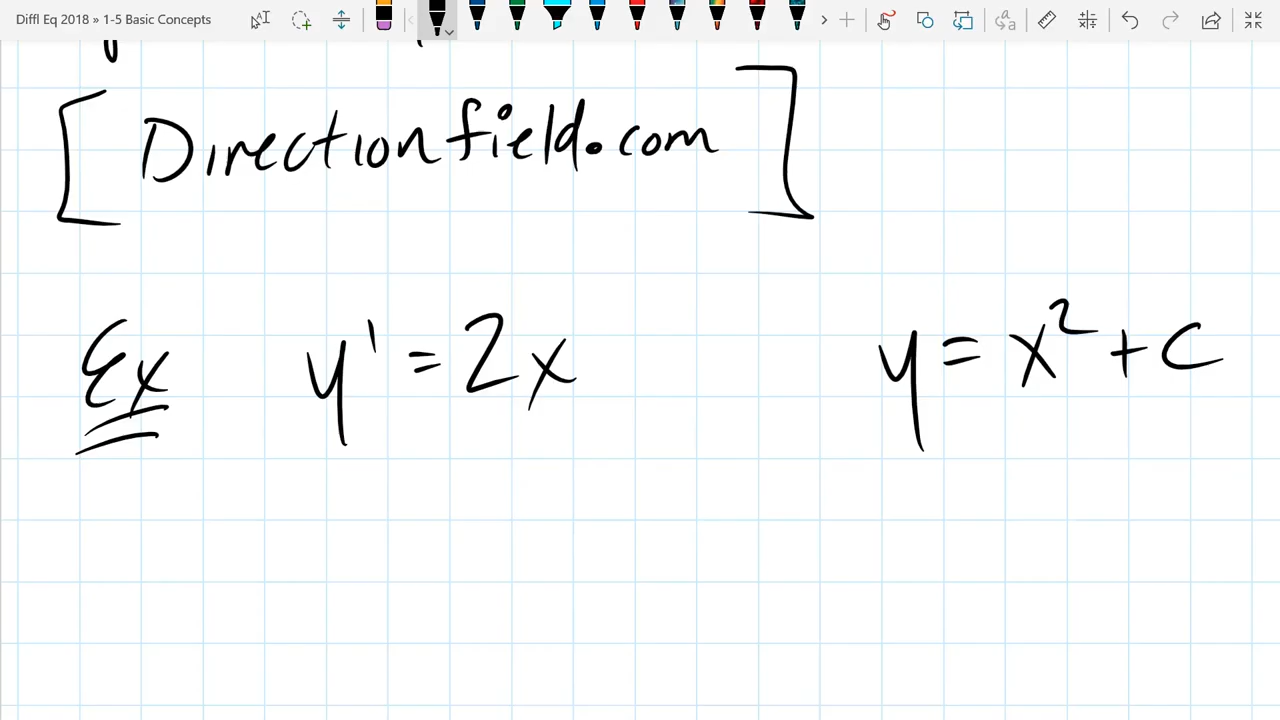 Diffl Eq 2018 » 1-5 Basic Concepts
[Directionfield.com]
Ex y' = 2x y = x² + C